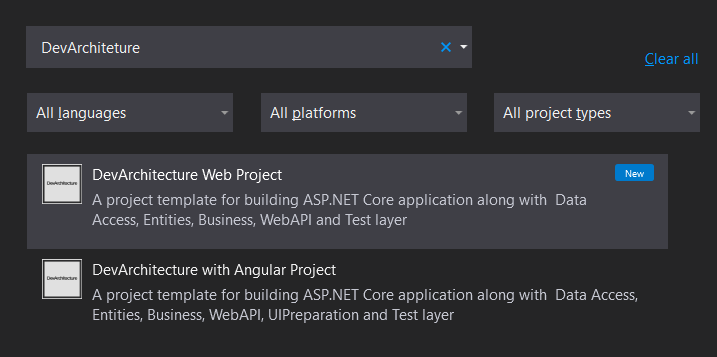 DevArchiteture
Clear all
All languages
All platforms
All project types
DevArchitecture
DevArchitecture Web Project
New
A project template for building ASP.NET Core application along with Data
Access, Entities, Business, WebAPI and Test layer
DevArchitecture
DevArchitecture with Angular Project
A project template for building ASP.NET Core application along with Data Access,
Entities, Business, WebAPI, UIPreparation and Test layer